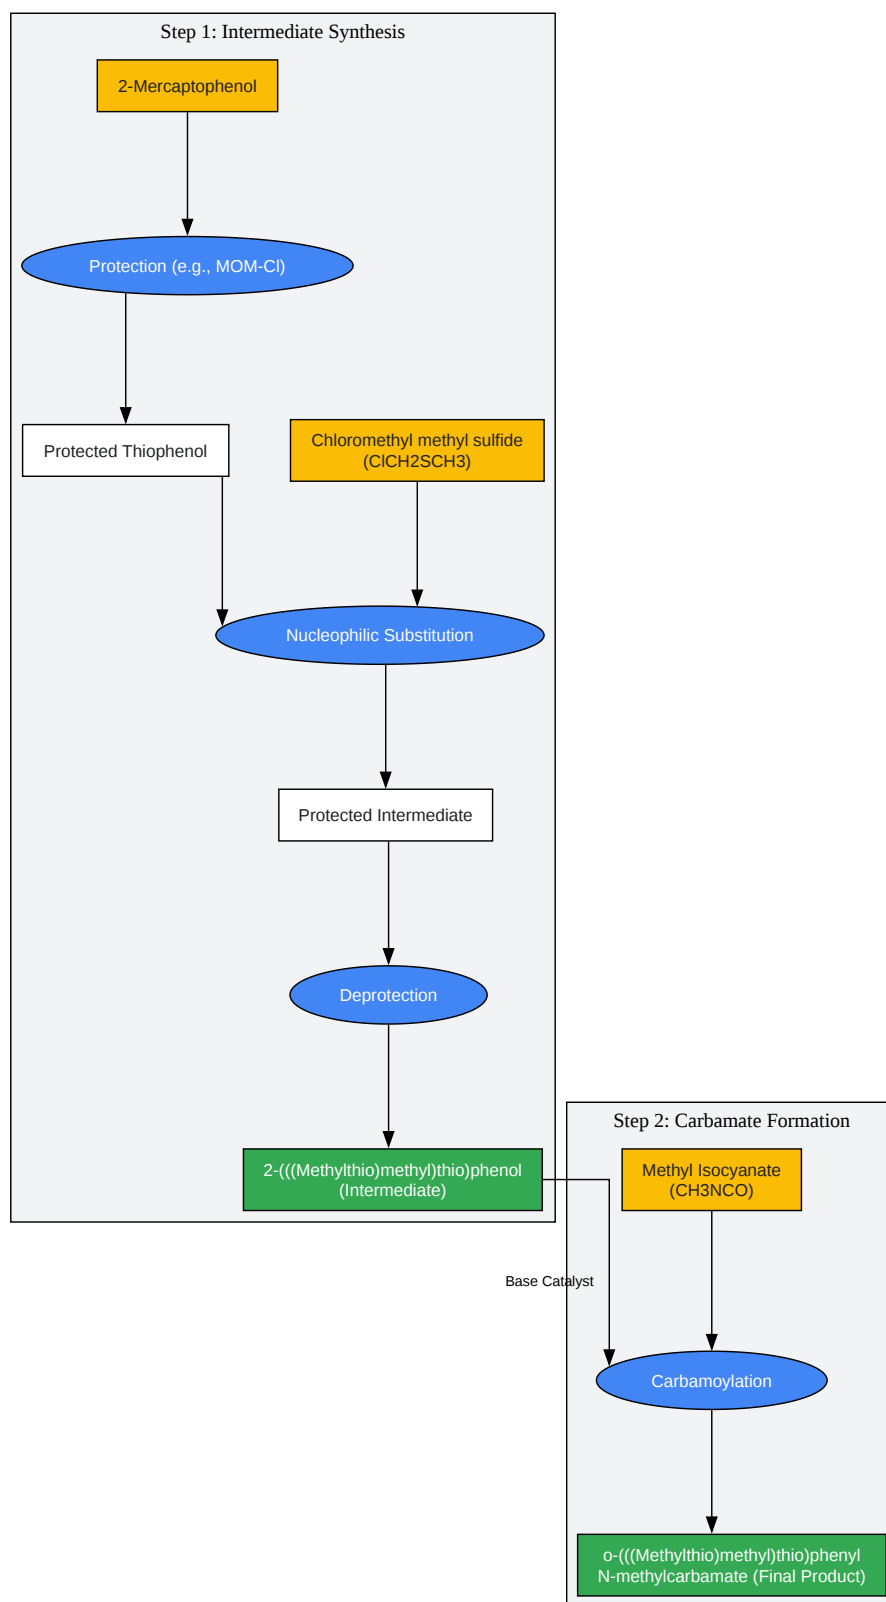 Step 1: Intermediate Synthesis
2-Mercaptophenol
Protection (e.g., MOM-Cl)
Protected Thiophenol
Chloromethyl methyl sulfide
(ClCH2SCH3)
Nucleophilic Substitution
Protected Intermediate
Deprotection
2-(((Methylthio)methyl)thio)phenol
(Intermediate)
Step 2: Carbamate Formation
Methyl Isocyanate
(CH3NCO)
Base Catalyst
Carbamoylation
o-(((Methylthio)methyl)thio)phenyl
N-methylcarbamate (Final Product)